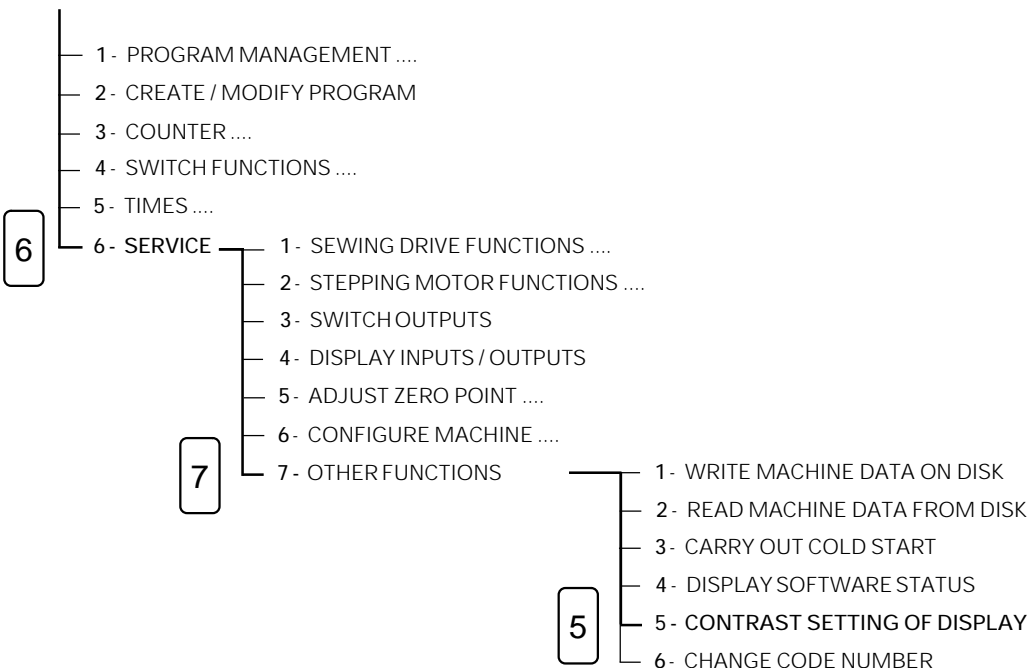 1 - PROGRAM MANAGEMENT ....
2 - CREATE / MODIFY PROGRAM
3 - COUNTER ....
4 - SWITCH FUNCTIONS ....
5 - TIMES ....
6
6 - SERVICE
1 - SEWING DRIVE FUNCTIONS ....
2 - STEPPING MOTOR FUNCTIONS ....
3 - SWITCH OUTPUTS
4 - DISPLAY INPUTS / OUTPUTS
5 - ADJUST ZERO POINT ....
6 - CONFIGURE MACHINE ....
7
7 - OTHER FUNCTIONS
1 - WRITE MACHINE DATA ON DISK
2 - READ MACHINE DATA FROM DISK
3 - CARRY OUT COLD START
4 - DISPLAY SOFTWARE STATUS
5
5 - CONTRAST SETTING OF DISPLAY
6 - CHANGE CODE NUMBER